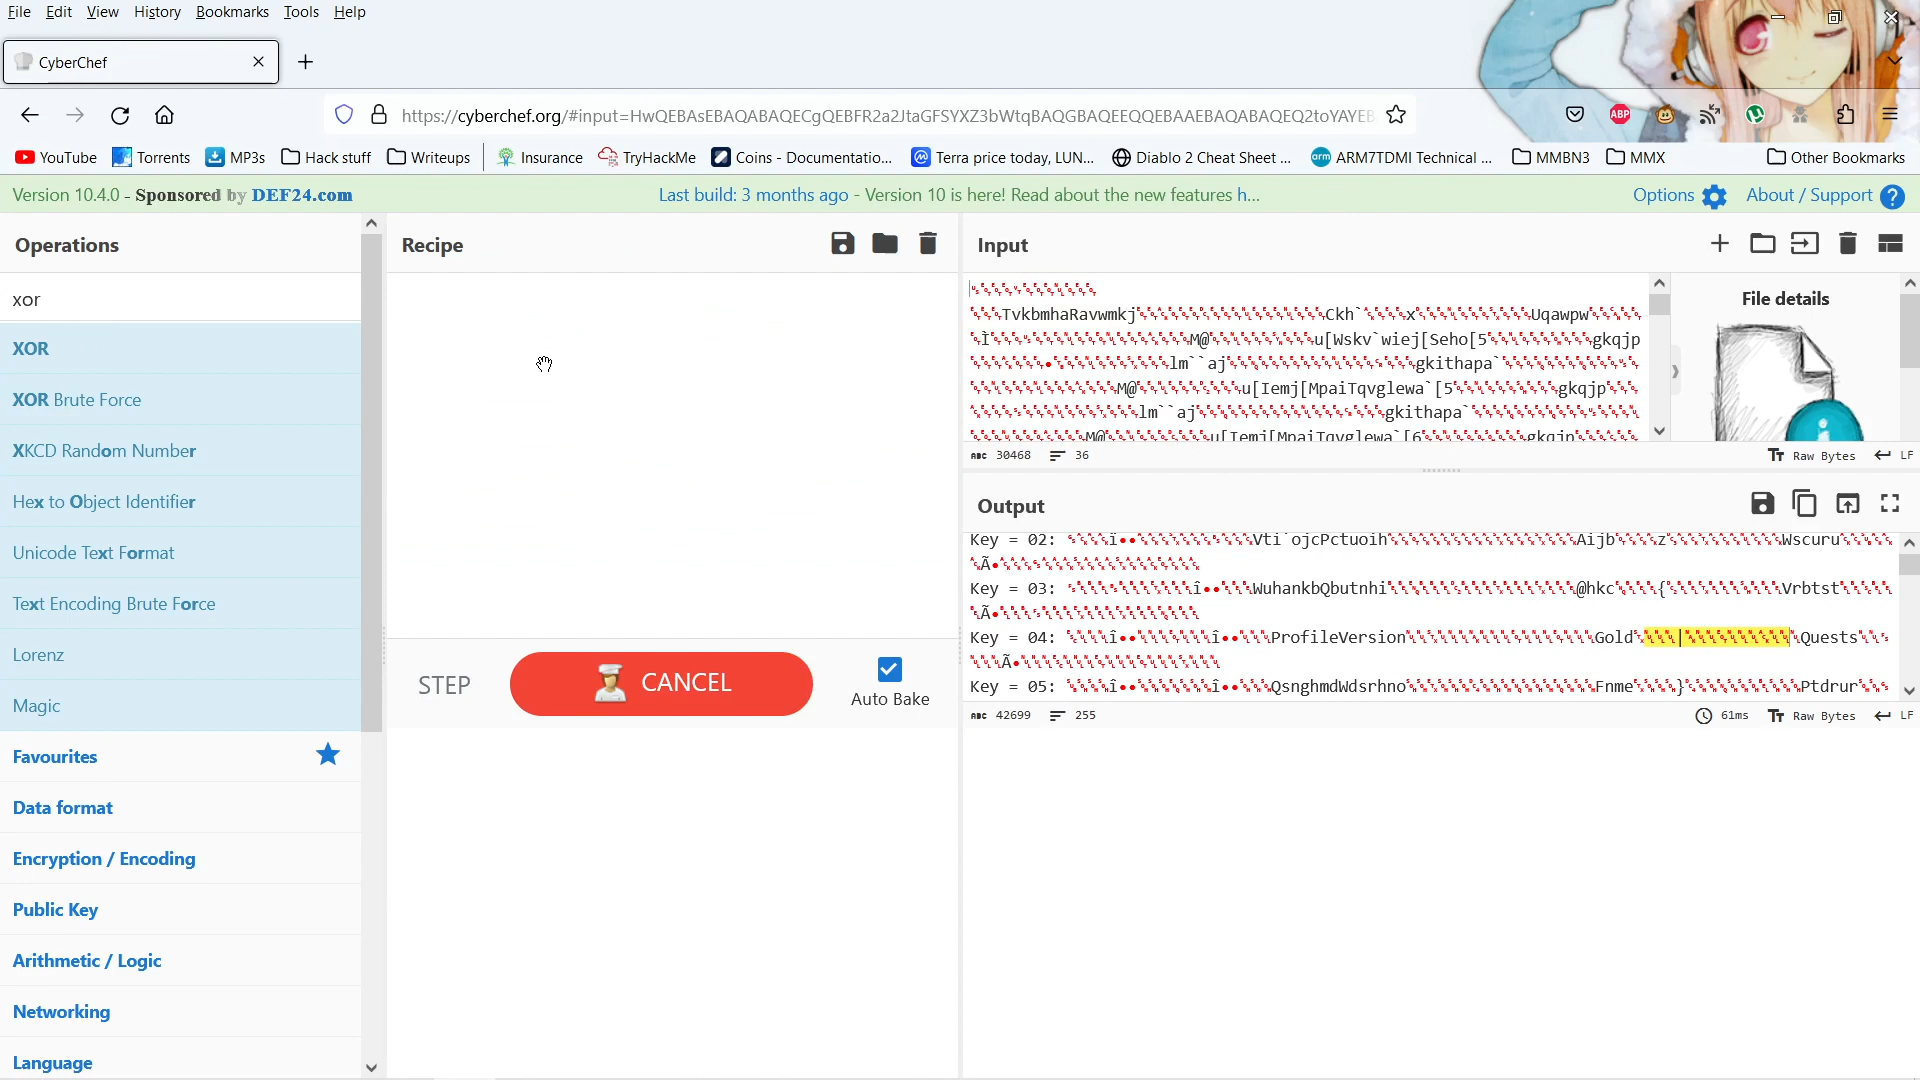 File Edit View History Bookmarks Tools Help
CyberChef
https://cyberchef.org/#input=HwQEBAsEBAQABAQECgQEBFR2a2JtaGFSYXZ3bWtqBAQGBAQEEQQEBAAEBAQABAQEQ2toYAYEB
YouTube Torrents MP3s Hack stuff Writeups Insurance TryHackMe Coins - Documentatio... Terra price today, LUN... Diablo 2 Cheat Sheet ... ARM7TDMI Technical ... MMBN3 MMX Other Bookmarks
Version 10.4.0 - Sponsored by DEF24.com Last build: 3 months ago - Version 10 is here! Read about the new features h... Options About / Support
Operations
xor
XOR
XOR Brute Force
XKCD Random Number
Hex to Object Identifier
Unicode Text Format
Text Encoding Brute Force
Lorenz
Magic
Favourites
Data format
Encryption / Encoding
Public Key
Arithmetic / Logic
Networking
Language
Recipe
STEP CANCEL Auto Bake
Input
TvkbmhaRavwmkj Ckh` x Uqawpw
Ì M@ u[Wskv`wiej[Seho[5 gkqjp
lm``aj gkithapa`
M@ u[Iemj[MpaiTqvglewa`[5 gkqjp
lm``aj gkithapa`
M@ u[Iemj[MpaiTqvglewa`[6 gkqjp
File details
ABC 30468 36 Raw Bytes LF
Output
Key = 02: Vti`ojcPctuoih Aijb z Wscuru
Key = 03: WuhankbQbutnhi @hkc { Vrbtst
Key = 04: ProfileVersion Gold | Quests
Key = 05: QsnghmdWdsrhno Fnme } Ptdrur
ABC 42699 255 61ms Raw Bytes LF